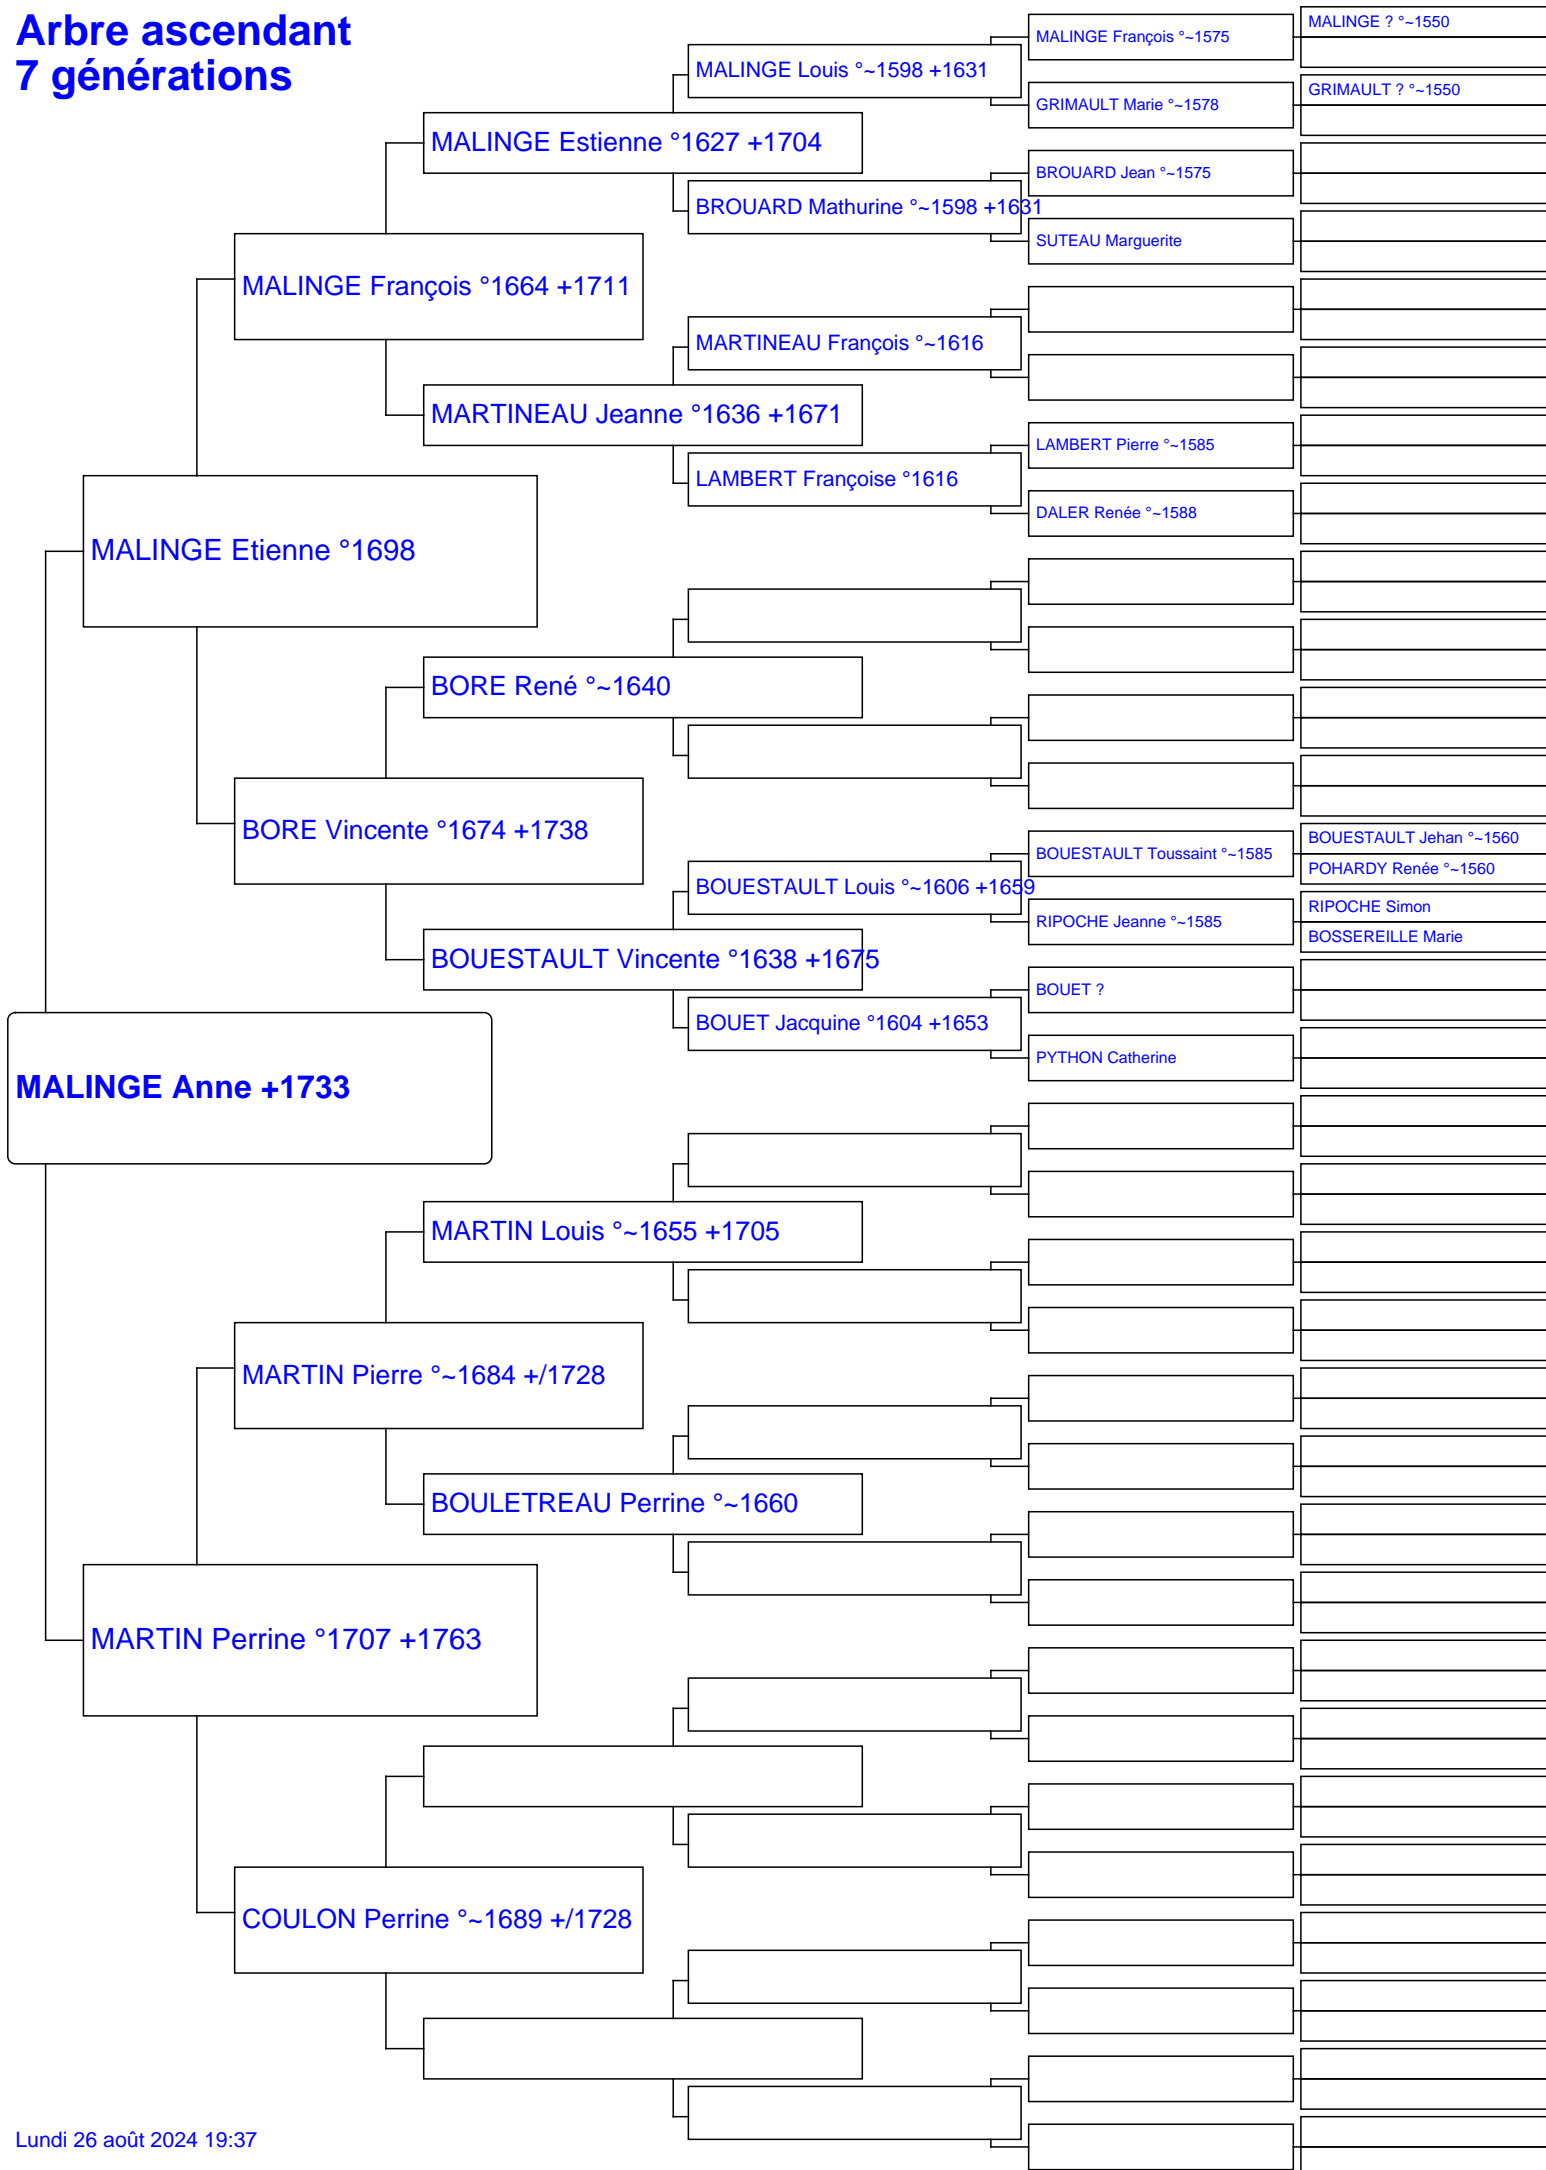 Arbre ascendant
7 générations
MALINGE Anne +1733
MALINGE Etienne °1698
MARTIN Perrine °1707 +1763
MALINGE François °1664 +1711
BORE Vincente °1674 +1738
MARTIN Pierre °~1684 +/1728
COULON Perrine °~1689 +/1728
MALINGE Estienne °1627 +1704
MARTINEAU Jeanne °1636 +1671
BORE René °~1640
BOUESTAULT Vincente °1638 +1675
MARTIN Louis °~1655 +1705
BOULETREAU Perrine °~1660
MALINGE Louis °~1598 +1631
BROUARD Mathurine °~1598 +1631
MARTINEAU François °~1616
LAMBERT Françoise °1616
BOUESTAULT Louis °~1606 +1659
BOUET Jacquine °1604 +1653
MALINGE François °~1575
GRIMAULT Marie °~1578
BROUARD Jean °~1575
SUTEAU Marguerite
LAMBERT Pierre °~1585
DALER Renée °~1588
BOUESTAULT Toussaint °~1585
RIPOCHE Jeanne °~1585
BOUET ?
PYTHON Catherine
MALINGE ? °~1550
GRIMAULT ? °~1550
BOUESTAULT Jehan °~1560
POHARDY Renée °~1560
RIPOCHE Simon
BOSSEREILLE Marie
Lundi 26 août 2024 19:37